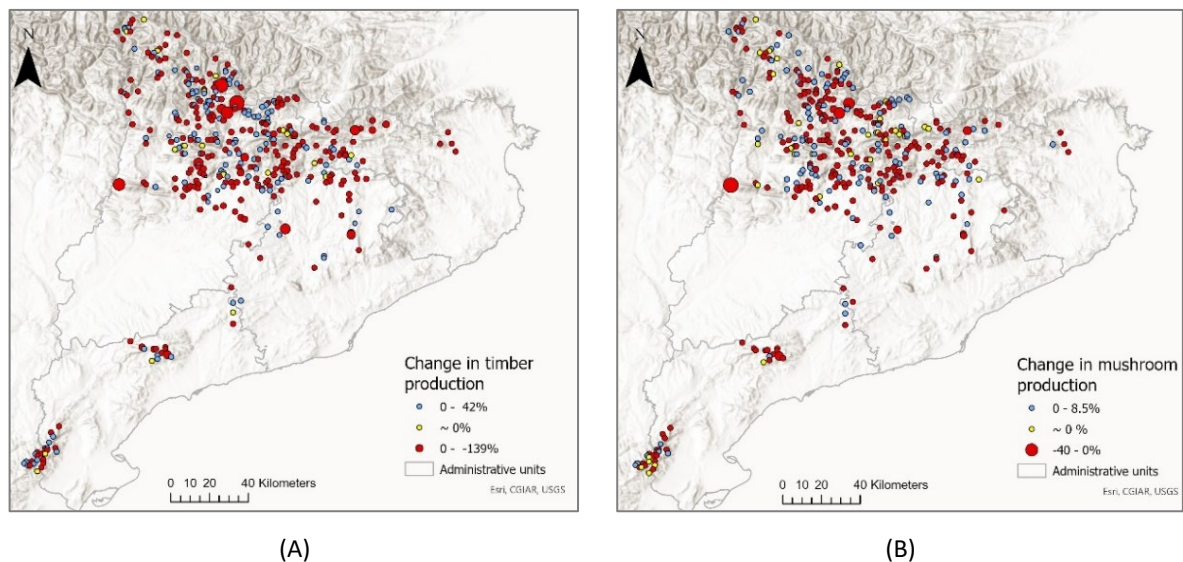 N
Change in timber
production
0 - 42%
~ 0%
0 - -139%
Administrative units
0 10 20 40 Kilometers
Esri, CGIAR, USGS
(A)
N
Change in mushroom
production
0 - 8.5%
~ 0 %
-40 - 0%
Administrative units
0 10 20 40 Kilometers
Esri, CGIAR, USGS
(B)